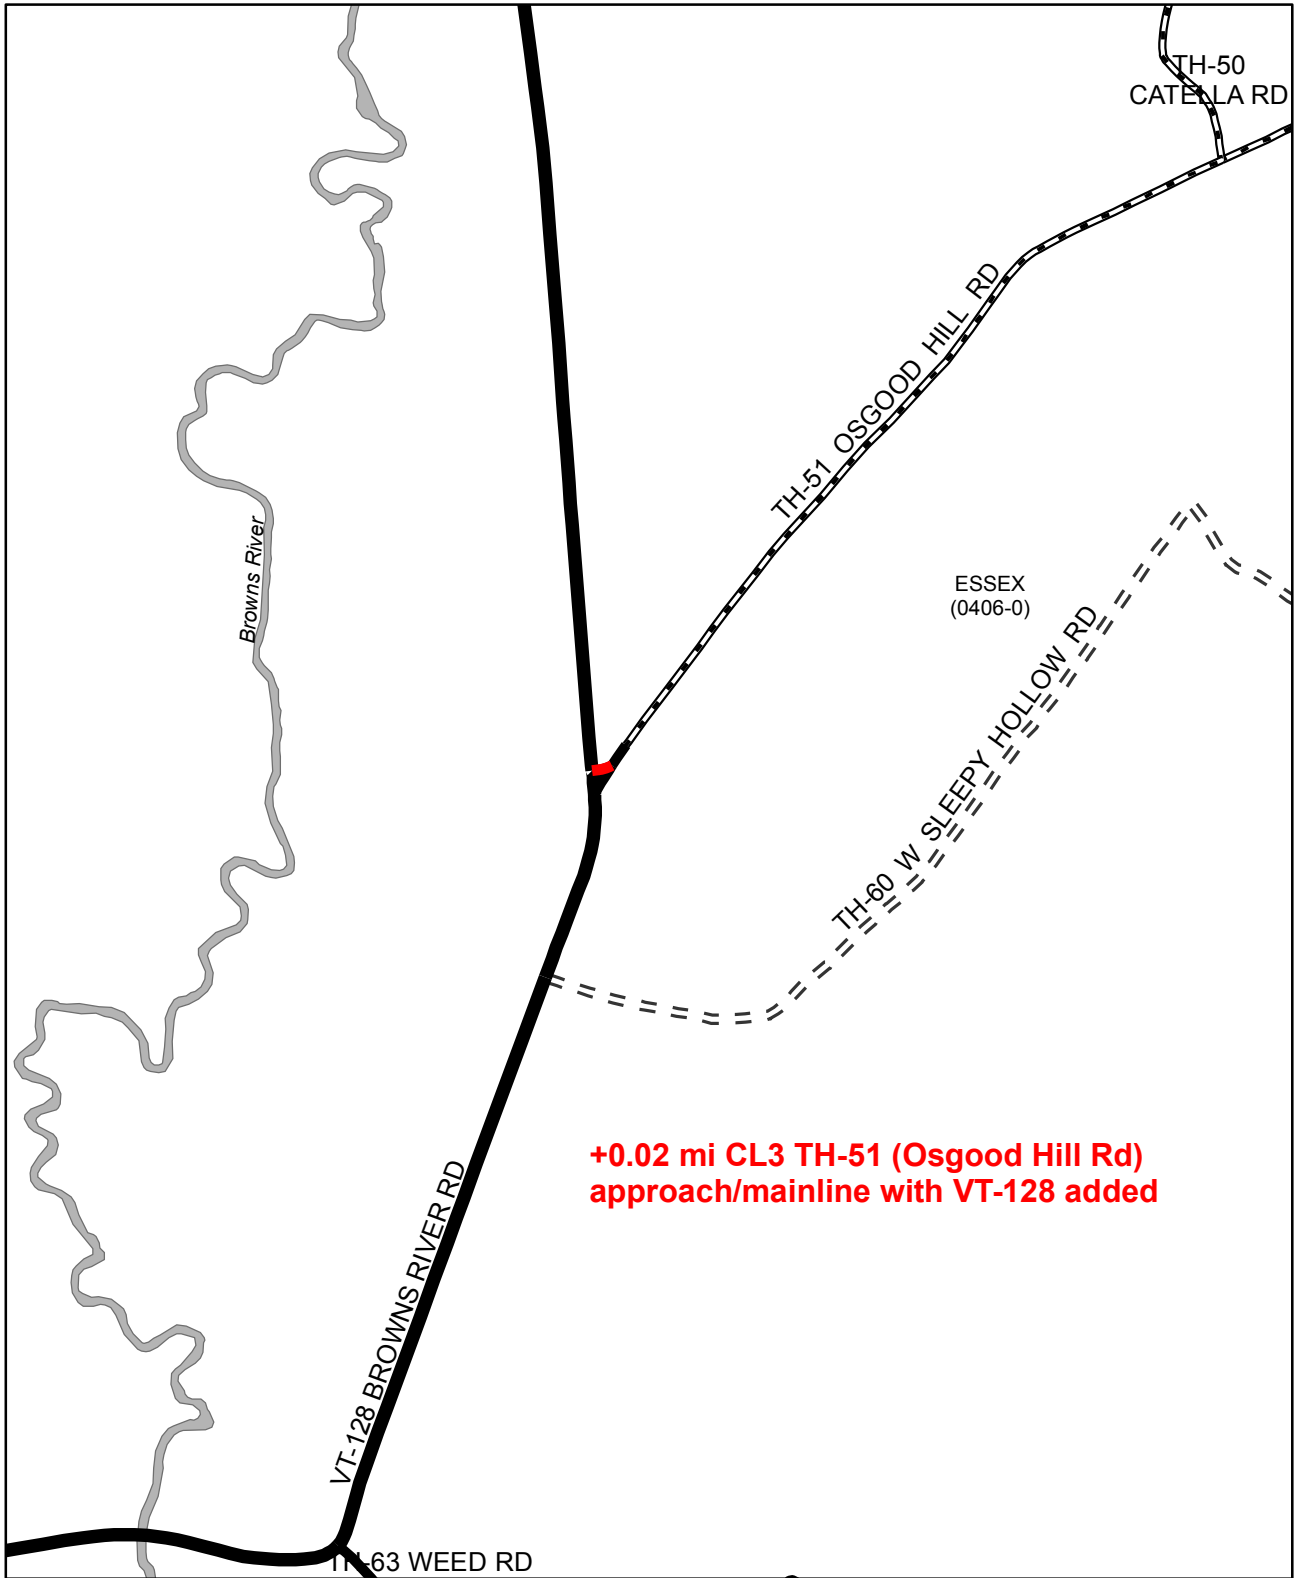 TH-50
CATELLA RD
TH-51 OSGOOD HILL RD
Browns River
ESSEX
(0406-0)
TH-60 W SLEEPY HOLLOW RD
+0.02 mi CL3 TH-51 (Osgood Hill Rd)
approach/mainline with VT-128 added
VT-128 BROWNS RIVER RD
TH-63 WEED RD